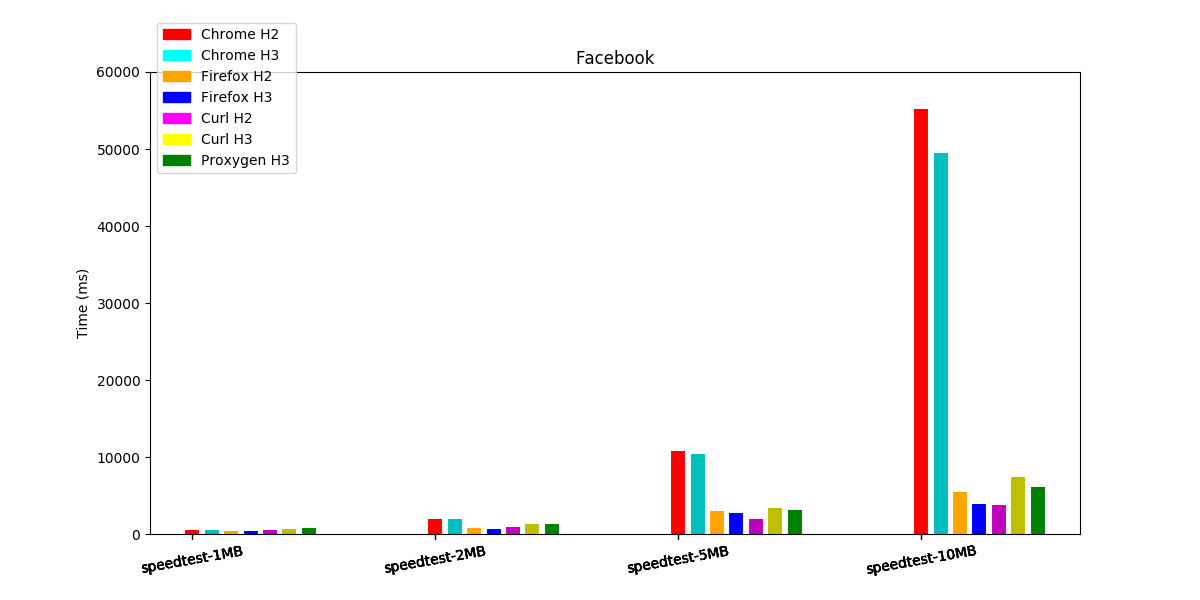 Chrome H2
Chrome H3
Firefox H2
Firefox H3
Curl H2
Curl H3
Proxygen H3
Facebook
60000
50000
40000
30000
20000
10000
0
Time (ms)
speedtest-1MB
speedtest-2MB
speedtest-5MB
speedtest-10MB